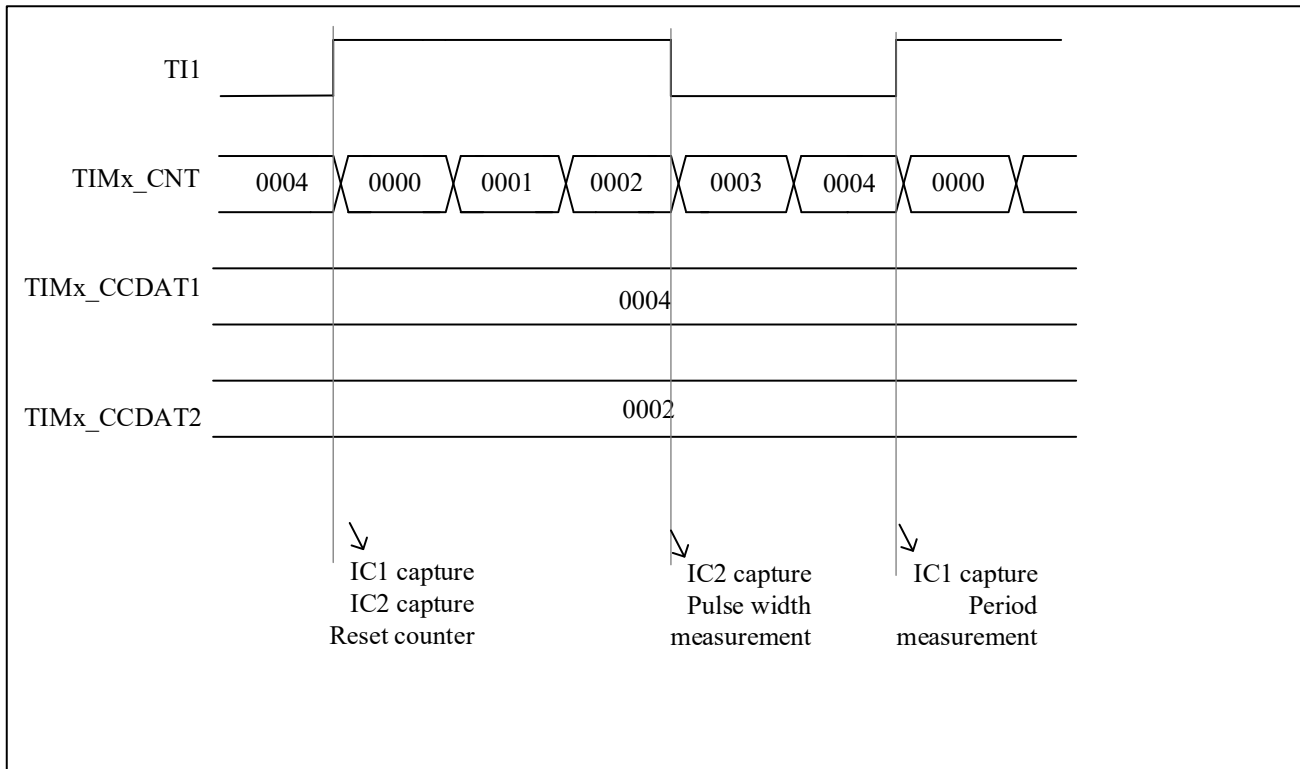 TI1
TIMx_CNT
0004
0000
0001
0002
0003
0004
0000
TIMx_CCDAT1
0004
TIMx_CCDAT2
0002
IC1 capture
IC2 capture
Reset counter
IC2 capture
Pulse width
measurement
IC1 capture
Period
measurement